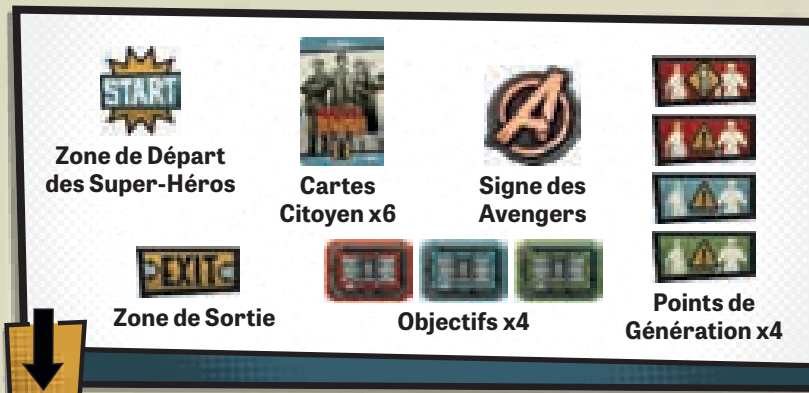 START
Zone de Départ
des Super-Héros
Cartes
Citoyen x6
Signe des
Avengers
EXIT
Zone de Sortie
Objectifs x4
Points de
Génération x4